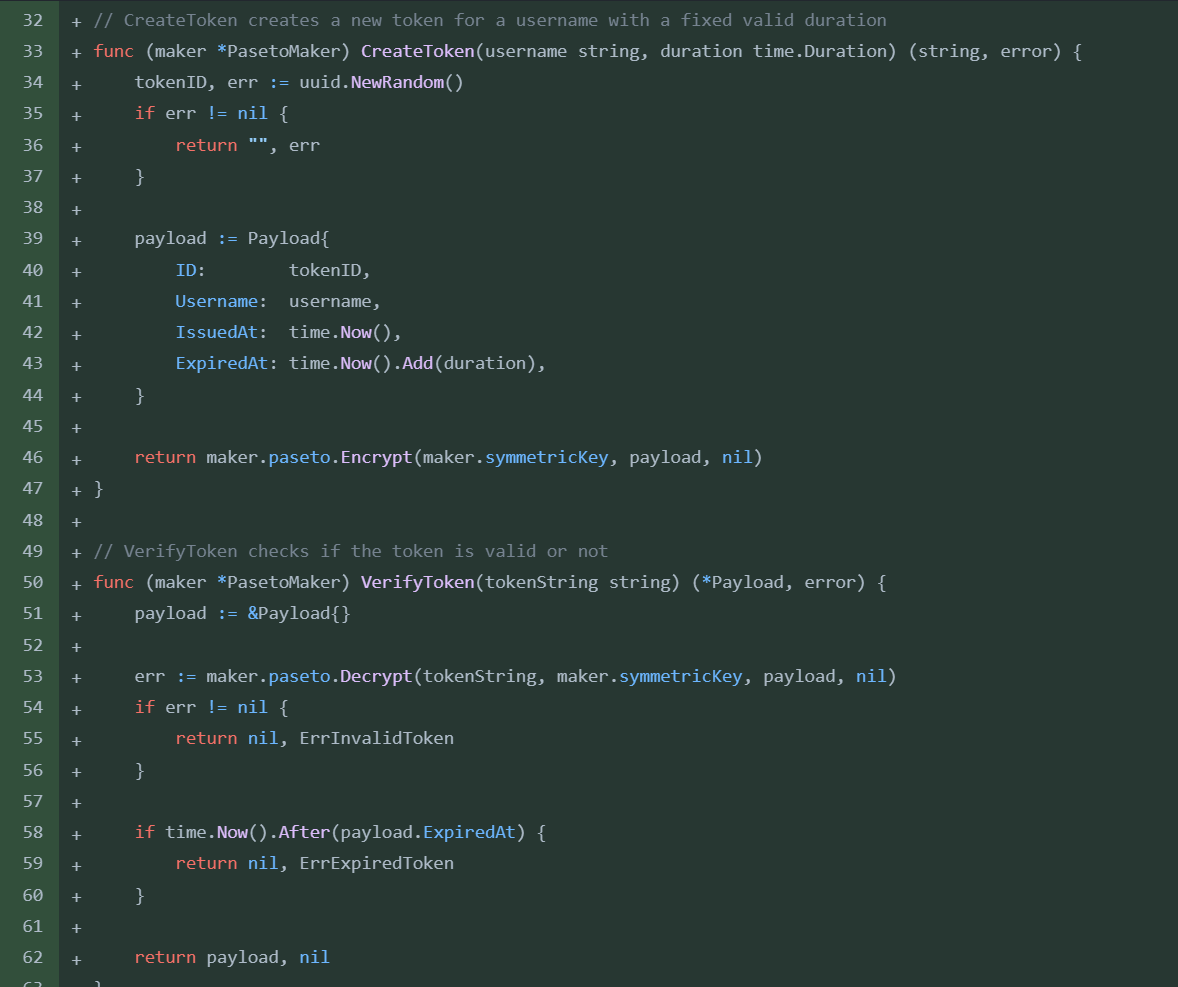 32 + // CreateToken creates a new token for a username with a fixed valid duration
33 + func (maker *PasetoMaker) CreateToken(username string, duration time.Duration) (string, error) {
34 +     tokenID, err := uuid.NewRandom()
35 +     if err != nil {
36 +         return "", err
37 +     }
38 +
39 +     payload := Payload{
40 +         ID:        tokenID,
41 +         Username:  username,
42 +         IssuedAt:  time.Now(),
43 +         ExpiredAt: time.Now().Add(duration),
44 +     }
45 +
46 +     return maker.paseto.Encrypt(maker.symmetricKey, payload, nil)
47 + }
48 +
49 + // VerifyToken checks if the token is valid or not
50 + func (maker *PasetoMaker) VerifyToken(tokenString string) (*Payload, error) {
51 +     payload := &Payload{}
52 +
53 +     err := maker.paseto.Decrypt(tokenString, maker.symmetricKey, payload, nil)
54 +     if err != nil {
55 +         return nil, ErrInvalidToken
56 +     }
57 +
58 +     if time.Now().After(payload.ExpiredAt) {
59 +         return nil, ErrExpiredToken
60 +     }
61 +
62 +     return payload, nil